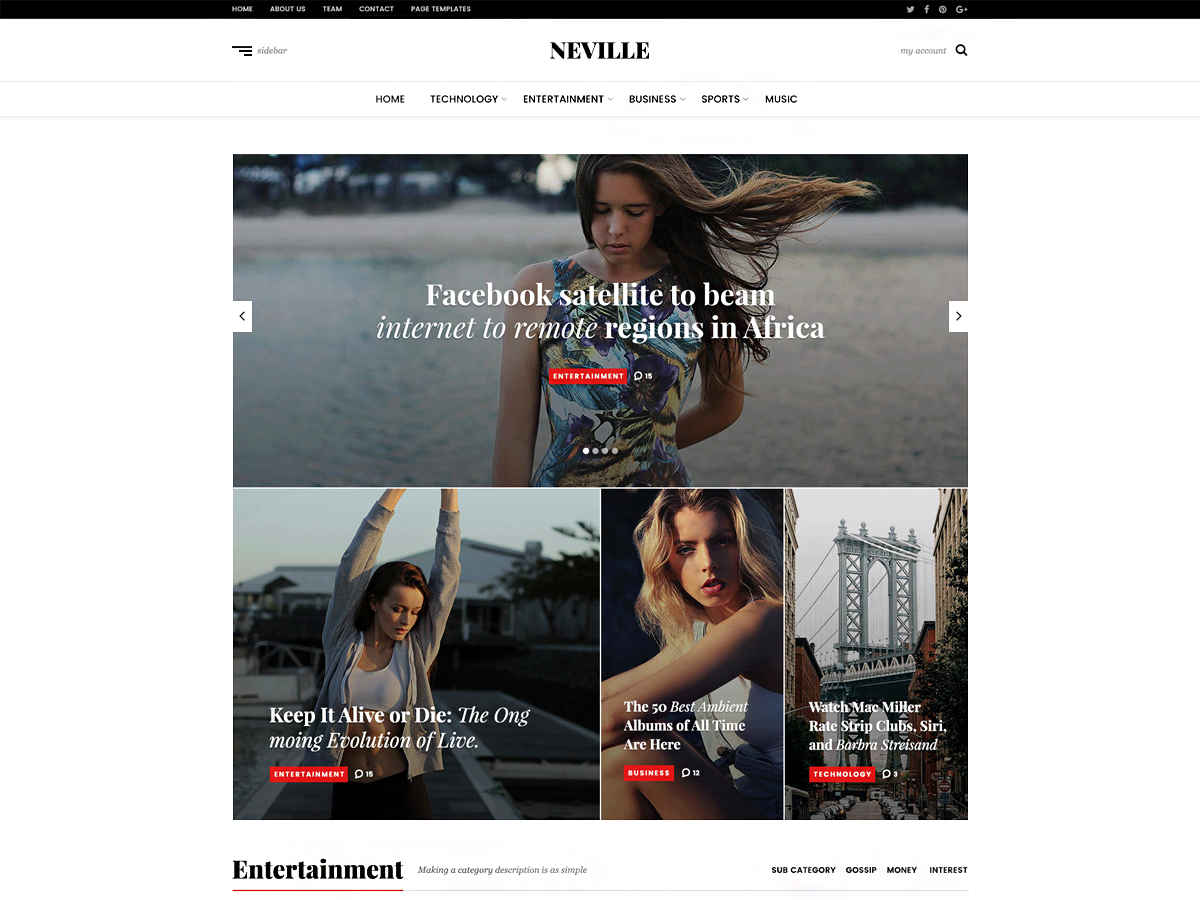 HOME ABOUT US TEAM CONTACT PAGE TEMPLATES
sidebar
NEVILLE
my account
HOME TECHNOLOGY ENTERTAINMENT BUSINESS SPORTS MUSIC
Facebook satellite to beam
internet to remote regions in Africa
ENTERTAINMENT 15
Keep It Alive or Die: The Ong
moing Evolution of Live.
ENTERTAINMENT 15
The 50 Best Ambient
Albums of All Time
Are Here
BUSINESS 12
Watch Mac Miller
Rate Strip Clubs, Siri,
and Barbra Streisand
TECHNOLOGY 3
Entertainment
Making a category description is as simple
SUB CATEGORY GOSSIP MONEY INTEREST